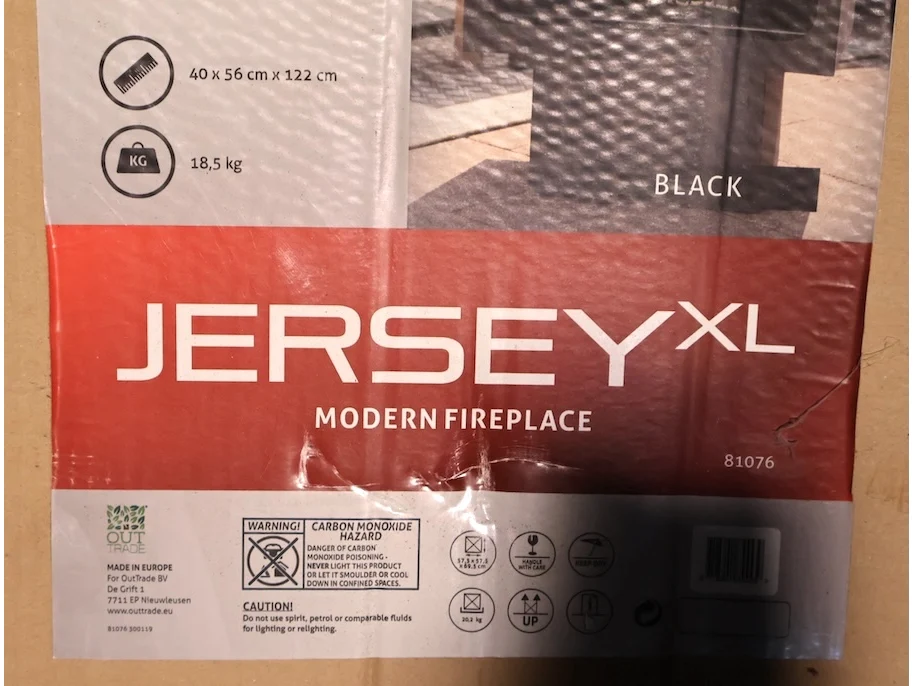 40 x 56 cm x 122 cm
KG
18,5 kg
BLACK
JERSEY XL
MODERN FIREPLACE
81076
OUT
TRADE
MADE IN EUROPE
For OutTrade BV
De Grift 1
7711 EP Nieuwleusen
www.outtrade.eu
81076 300119
WARNING!
CARBON MONOXIDE
HAZARD
DANGER OF CARBON
MONOXIDE POISONING -
NEVER LIGHT THIS PRODUCT
OR LET IT SMOULDER OR COOL
DOWN IN CONFINED SPACES.
CAUTION!
Do not use spirit, petrol or comparable fluids
for lighting or relighting.
HANDLE
WITH CARE
KEEP DRY
20,2 kg
UP